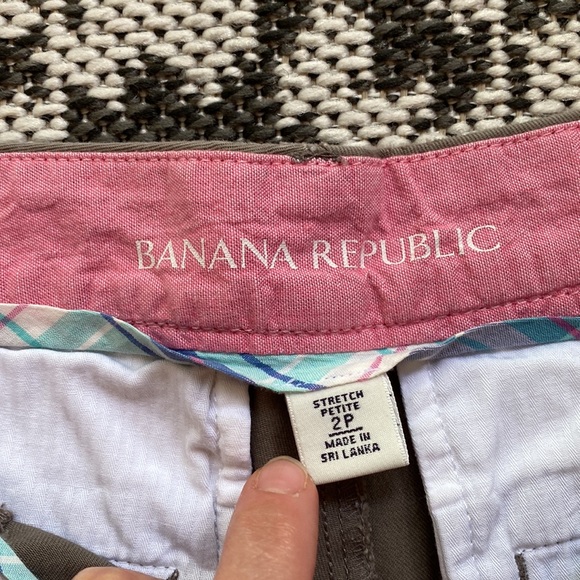 BANANA REPUBLIC
STRETCH
PETITE
2P
MADE IN
SRI LANKA